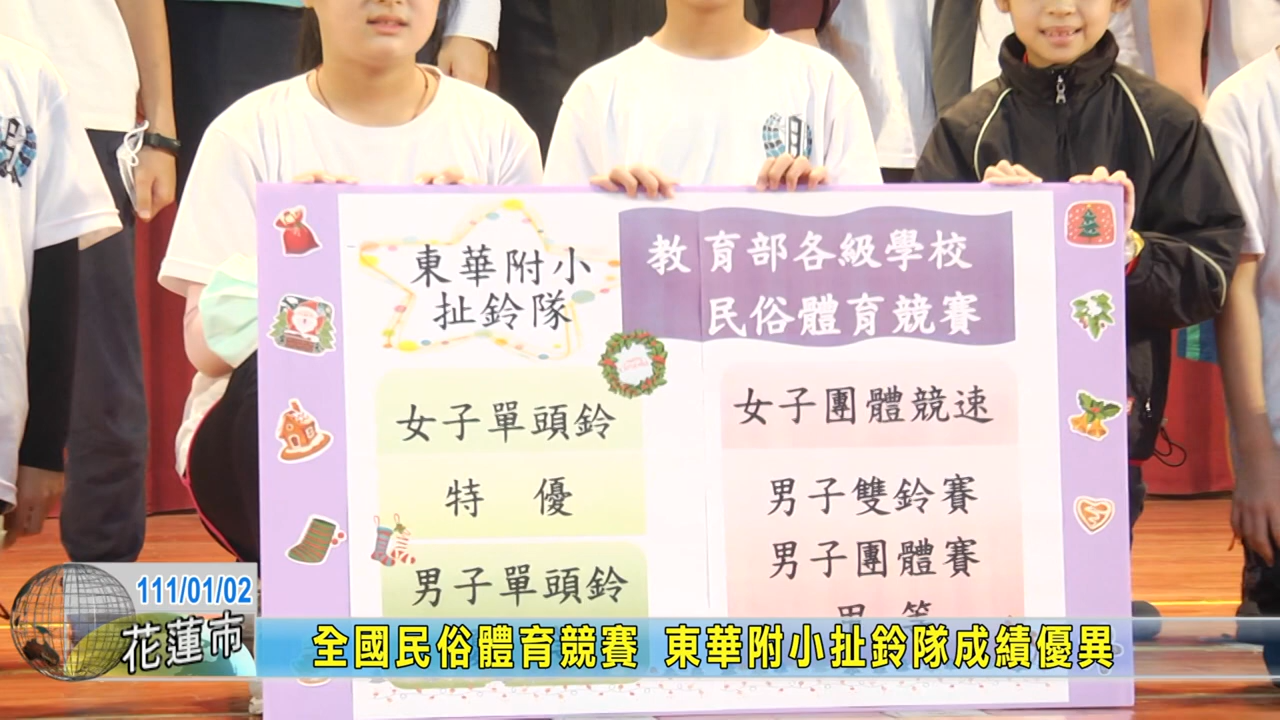 東華附小
扯鈴隊
教育部各級學校
民俗體育競賽
女子單頭鈴
特 優
男子單頭鈴
女子團體競速
男子雙鈴賽
男子團體賽
111/01/02
花蓮市
全國民俗體育競賽 東華附小扯鈴隊成績優異